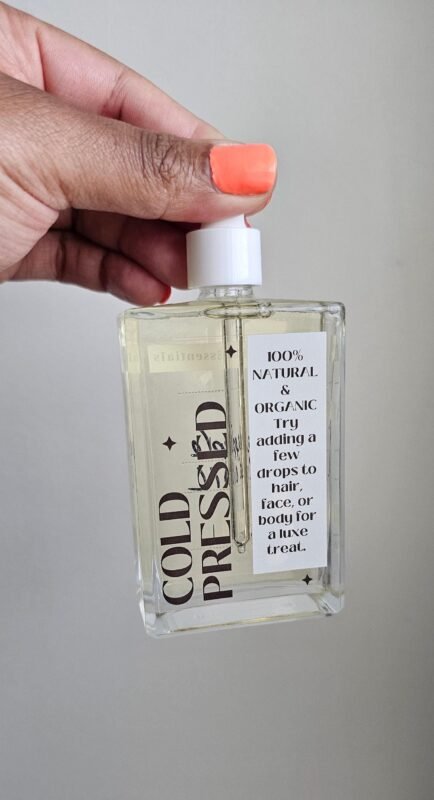 COLD
PRESSED
100%
NATURAL
&
ORGANIC
Try
adding a
few
drops to
hair,
face, or
body for
a luxe
treat.